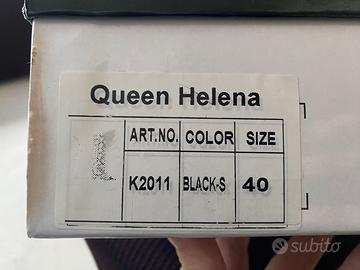 Queen Helena
L
ART.NO. COLOR SIZE
K2011 BLACK-S 40
subito